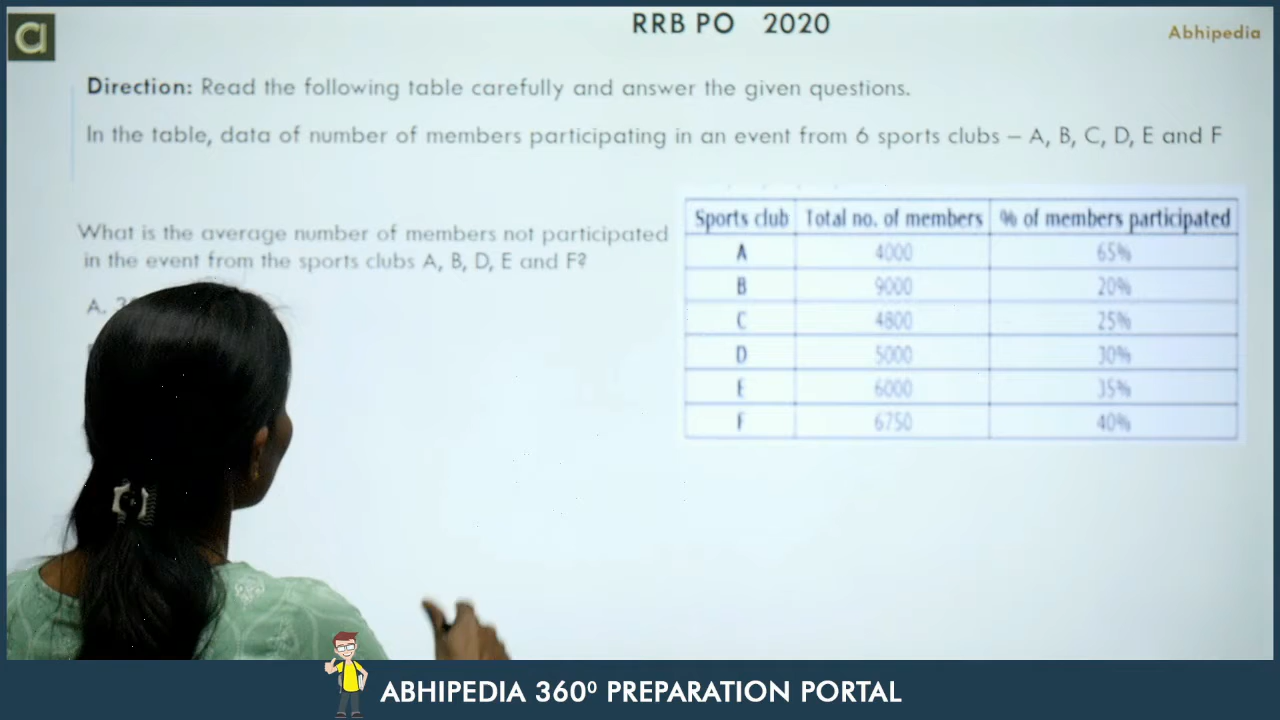 RRB PO 2020
Abhipedia
Direction: Read the following table carefully and answer the given questions.
In the table, data of number of members participating in an event from 6 sports clubs – A, B, C, D, E and F
What is the average number of members not participated
in the event from the sports clubs A, B, D, E and F?
A.
Sports club Total no. of members % of members participated
A 4000 65%
B 9000 20%
C 4800 25%
D 5000 30%
E 6000 35%
F 6750 40%
ABHIPEDIA 360⁰ PREPARATION PORTAL